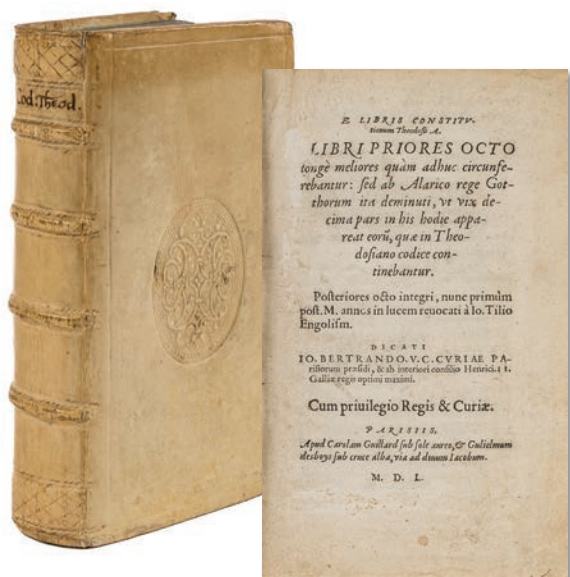 Cod: Theod.
E LIBRIS CONSTITV-
tionum Theodosij A.
LIBRI PRIORES OCTO
longè meliores quàm adhuc circunfe-
rebantur: sed ab Alarico rege Got-
thorum ita deminuti, vt vix de-
cima pars in his hodie appa-
reat eorũ, quæ in Theo-
dosiano codice con-
tinebantur.
Posteriores octo integri, nunc primùm
post. M. annos in lucem reuocati à Io. Tilio
Engolism.
DICATI
IO. BERTRANDO. V. C. CVRIAE PA-
risiorum præsidi, & ab interiori consilio Henrici. II.
Galliæ regis optimi maximi.
Cum priuilegio Regis & Curiæ.
PARISIIS,
Apud Carolam Guillard sub sole aureo, & Gulielmum
desboys sub cruce alba, via ad diuum Iacobum.
M. D. L.